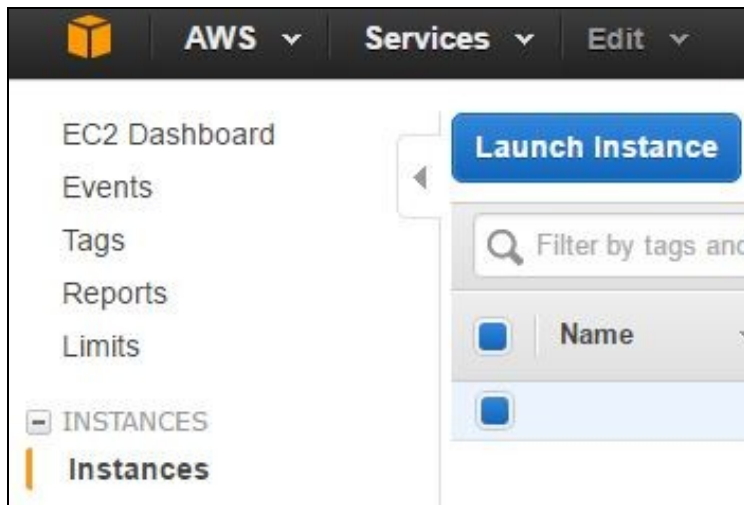 AWS Services Edit
EC2 Dashboard
Events
Tags
Reports
Limits
INSTANCES
Instances
Launch Instance
Filter by tags and
Name